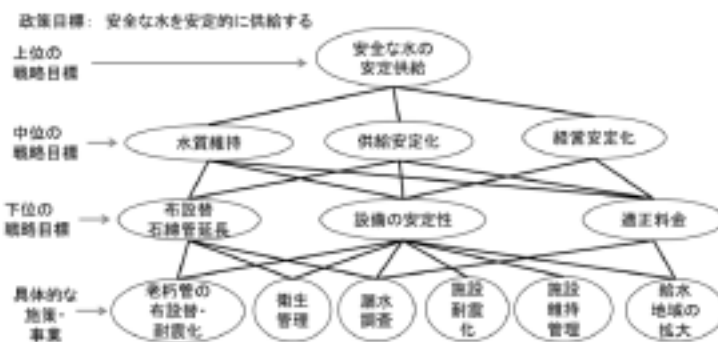 政策目標： 安全な水を安定的に供給する
上位の
戦略目標
安全な水の
安定供給
中位の
戦略目標
水質維持
供給安定化
経営安定化
下位の
戦略目標
布設替
石綿管延長
設備の安定性
適正料金
具体的な
施策・
事業
老朽管の
布設替・
耐震化
衛生
管理
漏水
調査
施設
耐震
化
施設
維持
管理
給水
地域の
拡大